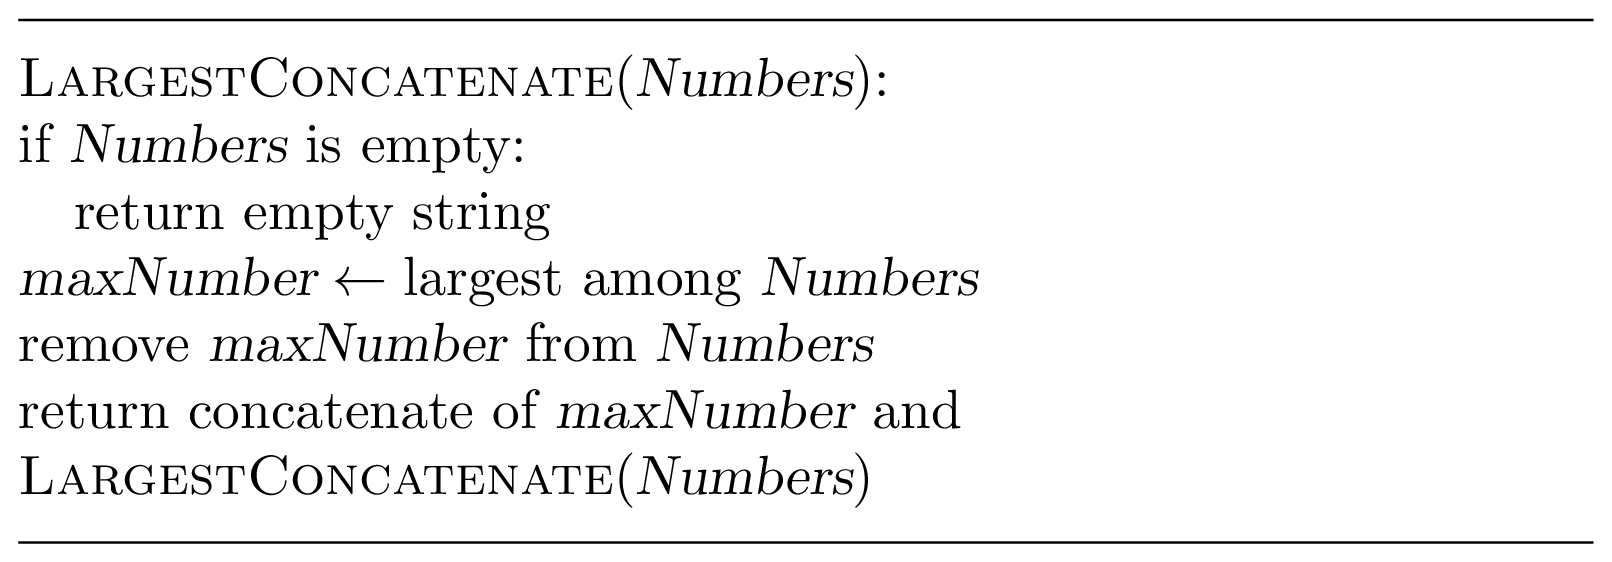 LARGESTCONCATENATE(Numbers):
if Numbers is empty:
return empty string
maxNumber ← largest among Numbers
remove maxNumber from Numbers
return concatenate of maxNumber and
LARGESTCONCATENATE(Numbers)